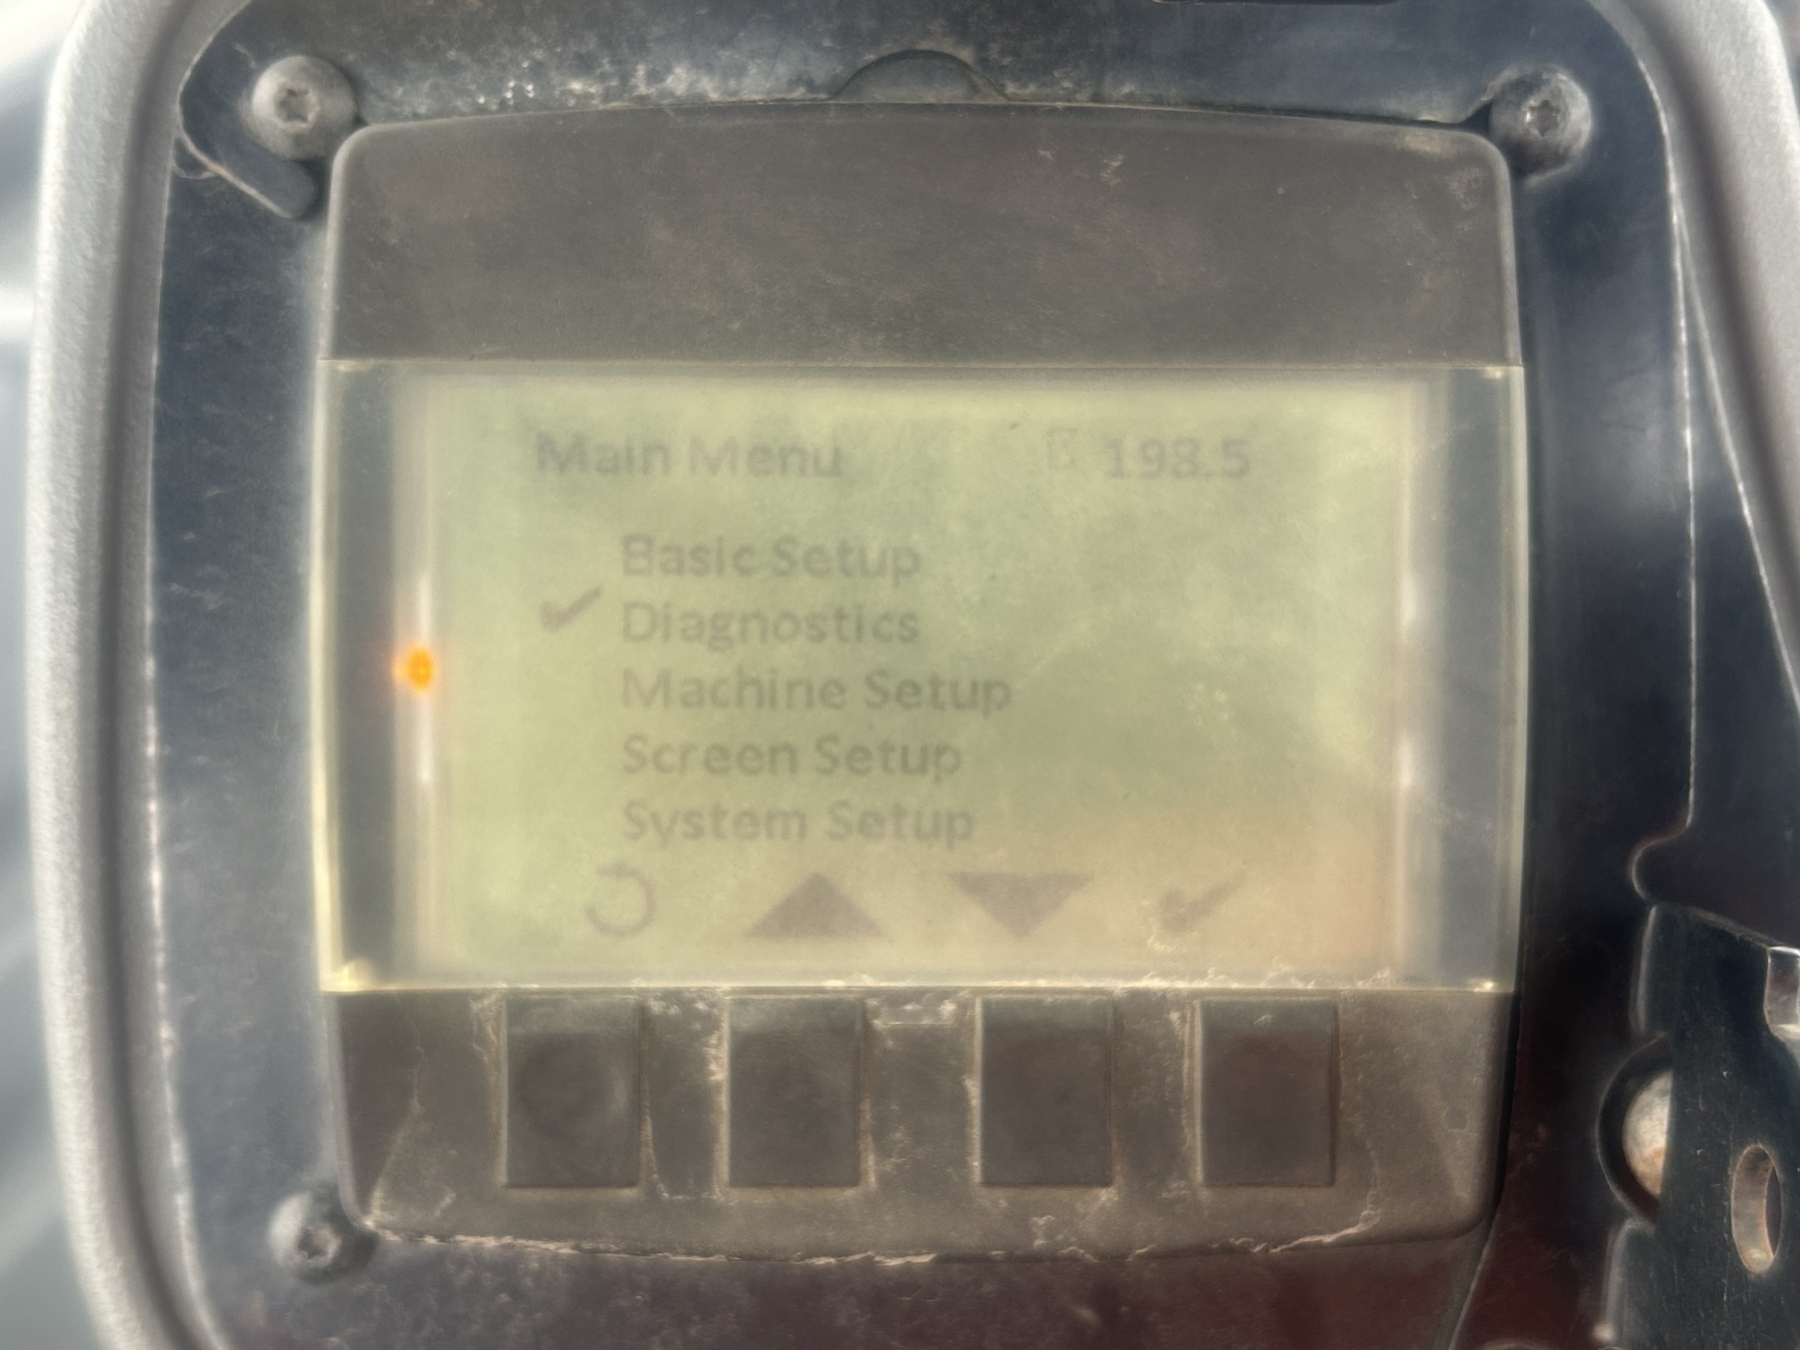 Main Menu 198.5
Basic Setup
Diagnostics
Machine Setup
Screen Setup
System Setup